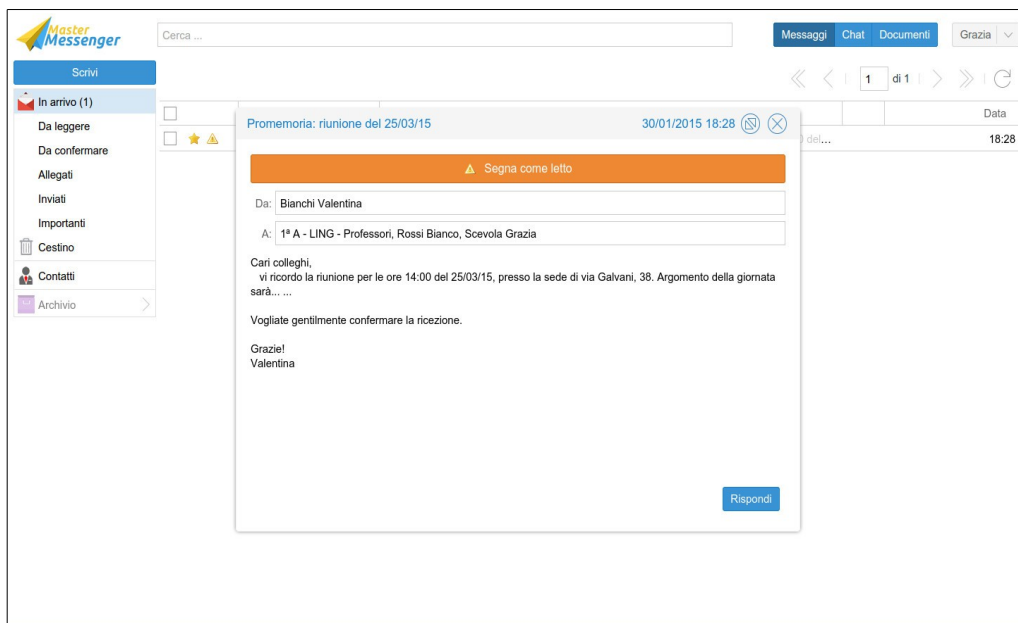 Master
Messenger
Cerca ...
Messaggi Chat Documenti
Grazia
Scrivi
1 di 1
In arrivo (1)
Da leggere
Da confermare
Allegati
Inviati
Importanti
Cestino
Contatti
Archivio
Data
del... 18:28
Promemoria: riunione del 25/03/15 30/01/2015 18:28
Segna come letto
Da: Bianchi Valentina
A: 1ª A - LING - Professori, Rossi Bianco, Scevola Grazia
Cari colleghi,
vi ricordo la riunione per le ore 14:00 del 25/03/15, presso la sede di via Galvani, 38. Argomento della giornata
sarà... ...
Vogliate gentilmente confermare la ricezione.
Grazie!
Valentina
Rispondi